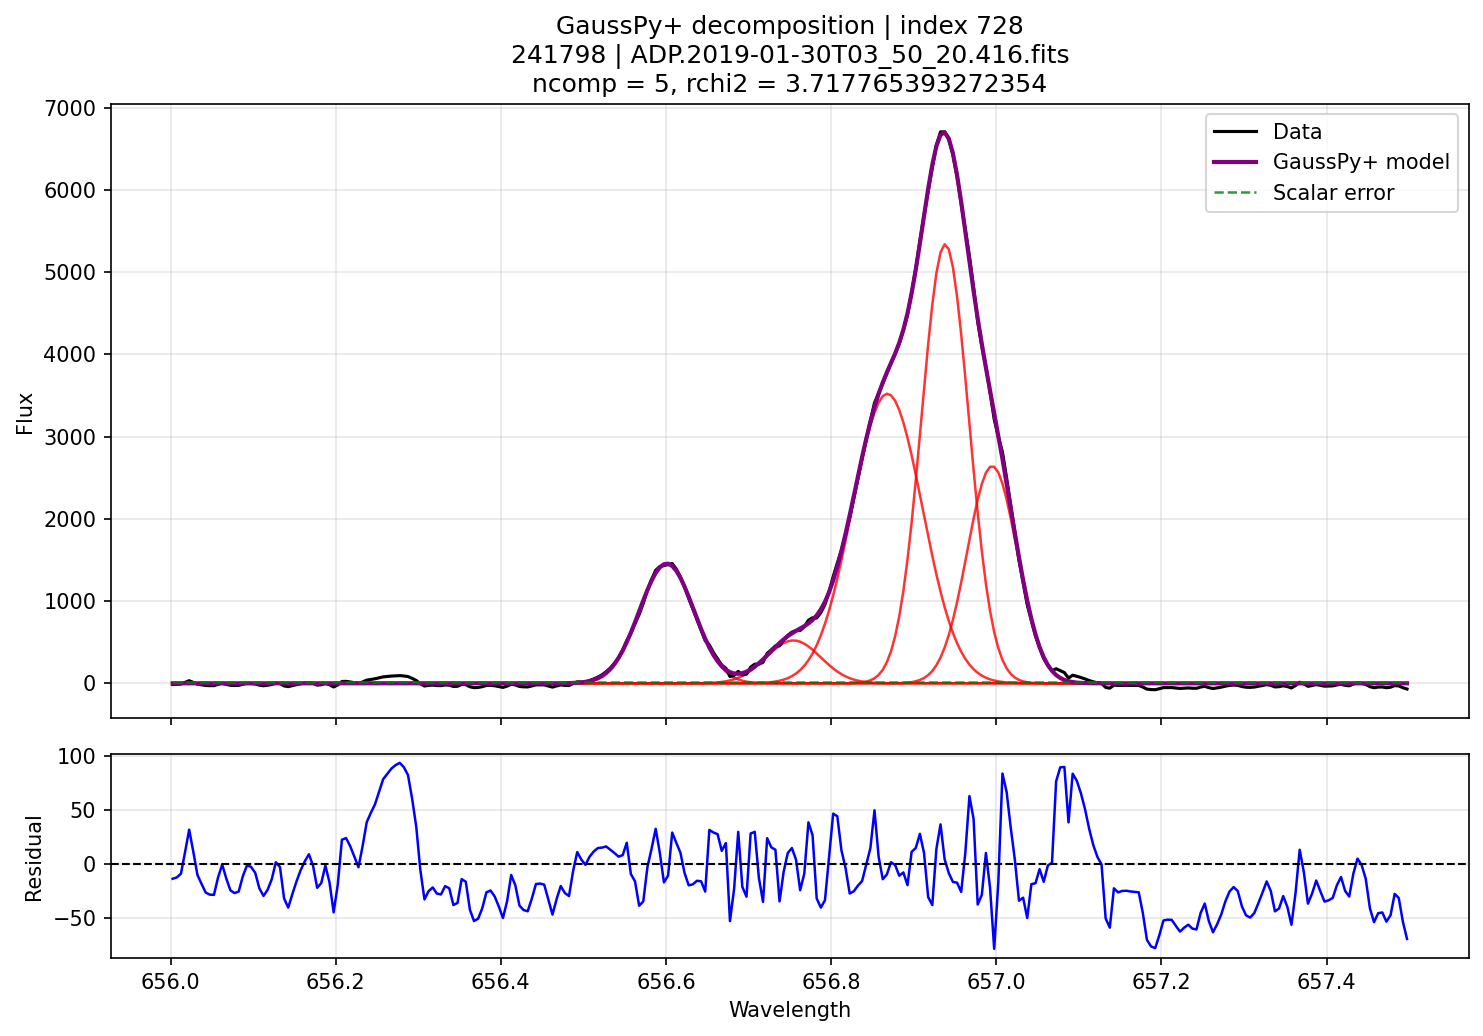 GaussPy+ decomposition | index 728
241798 | ADP.2019-01-30T03_50_20.416.fits
ncomp = 5, rchi2 = 3.717765393272354
7000
6000
5000
4000
3000
2000
1000
0
Flux
Data
GaussPy+ model
Scalar error
100
50
0
−50
Residual
656.0
656.2
656.4
656.6
656.8
657.0
657.2
657.4
Wavelength